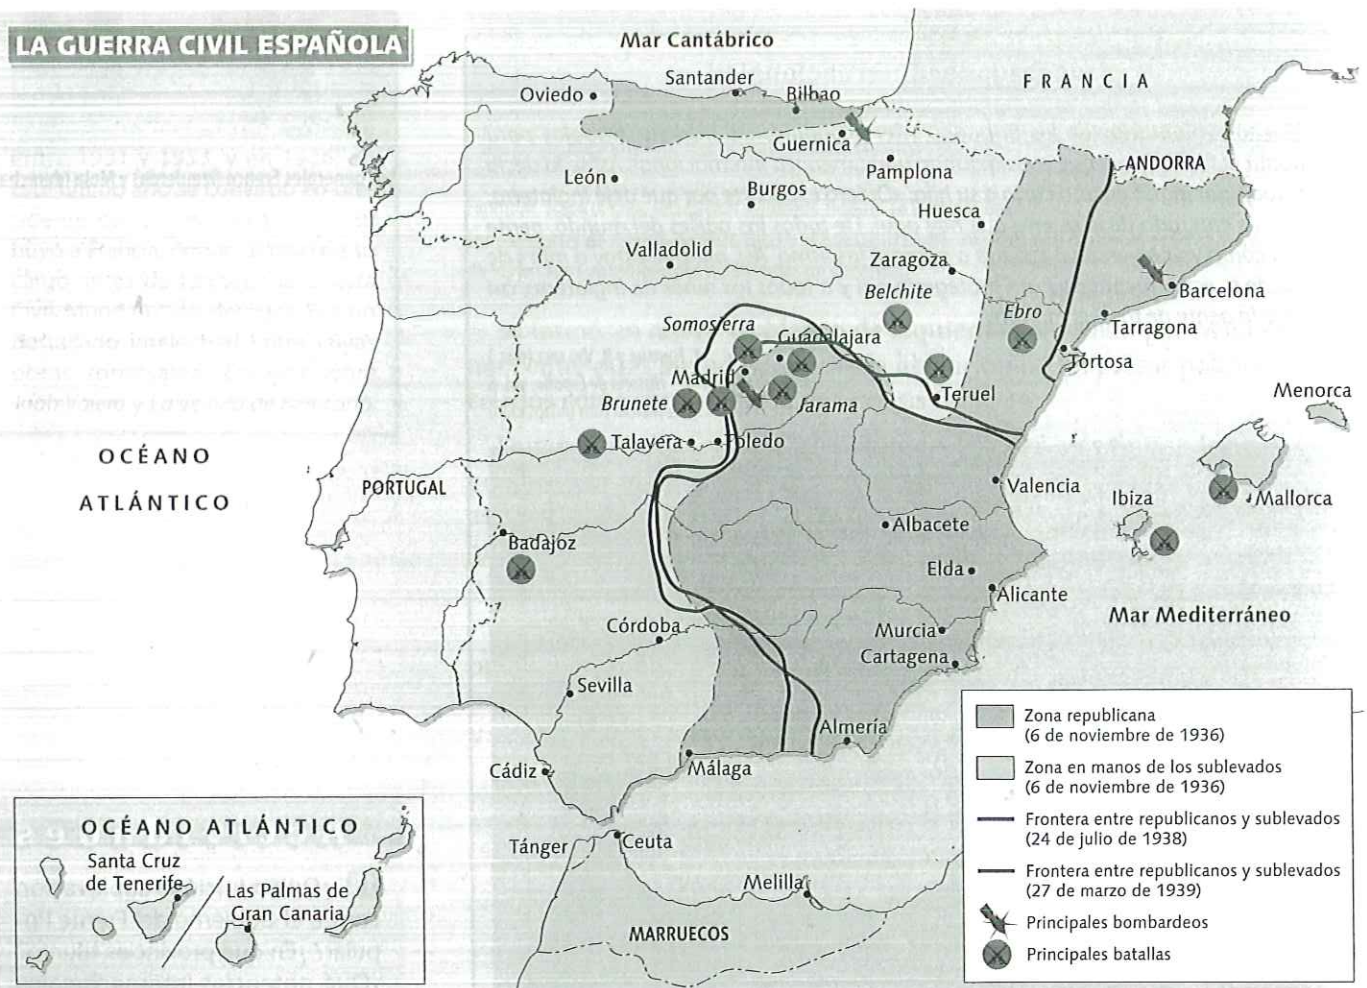 LA GUERRA CIVIL ESPAÑOLA
Mar Cantábrico
FRANCIA
Santander
Oviedo
Bilbao
Guernica
ANDORRA
León
Pamplona
Burgos
Huesca
Valladolid
Zaragoza
Belchite
Barcelona
Ebro
Tarragona
Somosierra
Guadalajara
Tortosa
Madrid
Menorca
Brunete
Jarama
Teruel
Talavera
Toledo
OCÉANO
ATLÁNTICO
PORTUGAL
Valencia
Ibiza
Mallorca
Albacete
Badajoz
Elda
Alicante
Mar Mediterráneo
Córdoba
Murcia
Cartagena
Sevilla
Almería
Málaga
Cádiz
Tánger
Ceuta
Melilla
MARRUECOS
OCÉANO ATLÁNTICO
Santa Cruz
de Tenerife
Las Palmas de
Gran Canaria
Zona republicana
(6 de noviembre de 1936)
Zona en manos de los sublevados
(6 de noviembre de 1936)
Frontera entre republicanos y sublevados
(24 de julio de 1938)
Frontera entre republicanos y sublevados
(27 de marzo de 1939)
Principales bombardeos
Principales batallas